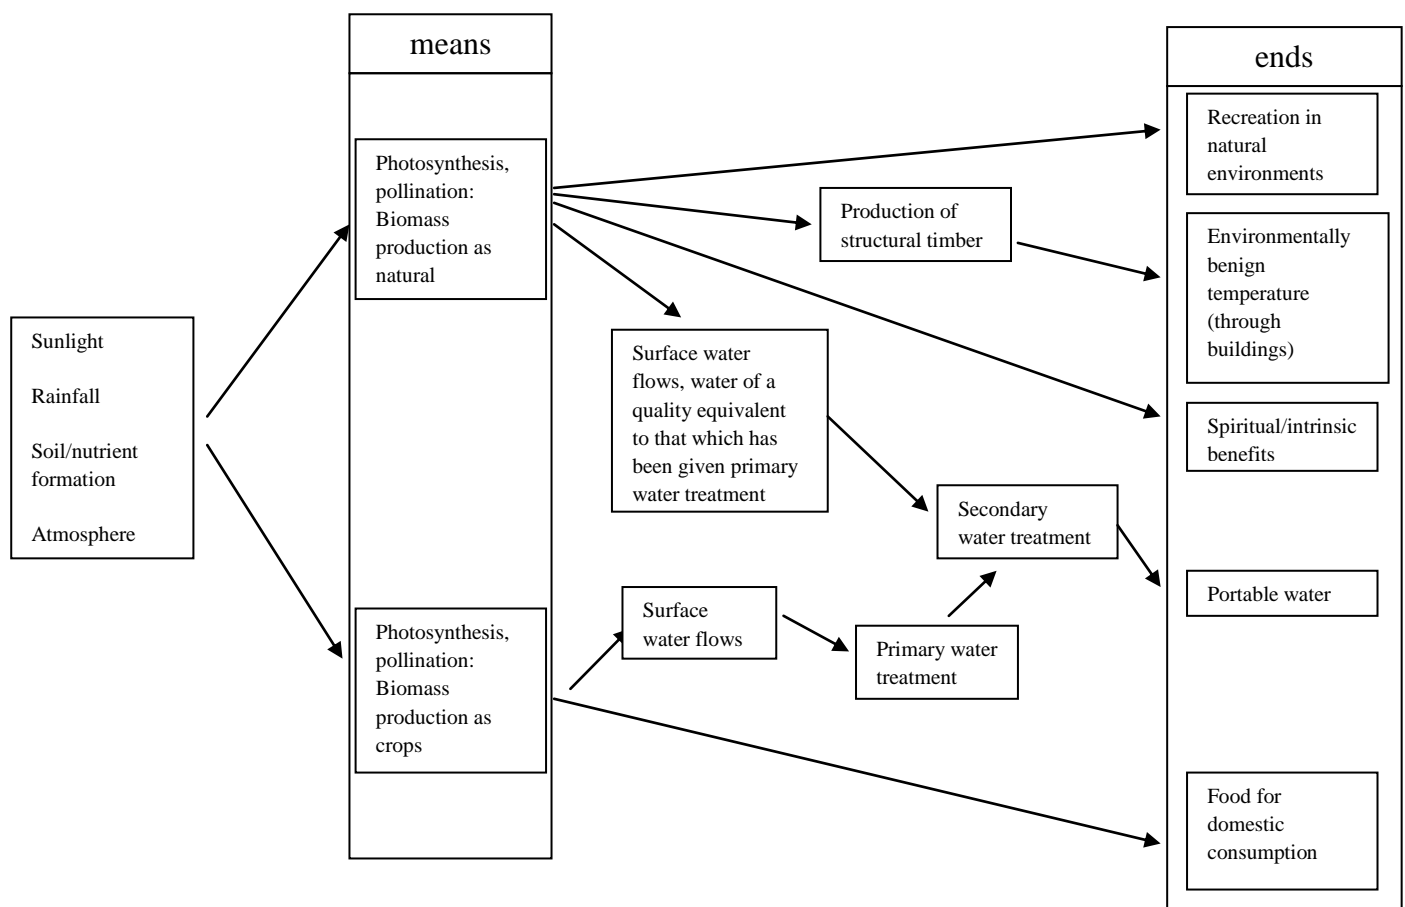 means
ends
Recreation in
natural
environments
Photosynthesis,
pollination:
Biomass
production as
natural
Production of
structural timber
Environmentally
benign
temperature
(through
buildings)
Sunlight
Rainfall
Soil/nutrient
formation
Atmosphere
Surface water
flows, water of a
quality equivalent
to that which has
been given primary
water treatment
Spiritual/intrinsic
benefits
Secondary
water treatment
Portable water
Photosynthesis,
pollination:
Biomass
production as
crops
Surface
water flows
Primary water
treatment
Food for
domestic
consumption